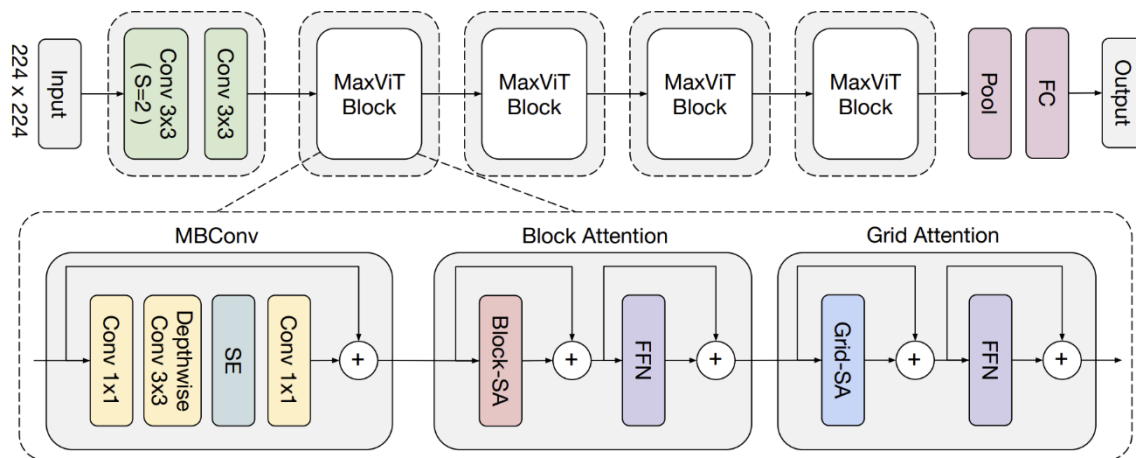 224 x 224
Input
Conv 3x3
( S=2 )
Conv 3x3
MaxViT
Block
MaxViT
Block
MaxViT
Block
MaxViT
Block
Pool
FC
Output
MBConv
Block Attention
Grid Attention
Conv 1x1
Depthwise
Conv 3x3
SE
Conv 1x1
+
Block-SA
+
FFN
+
Grid-SA
+
FFN
+